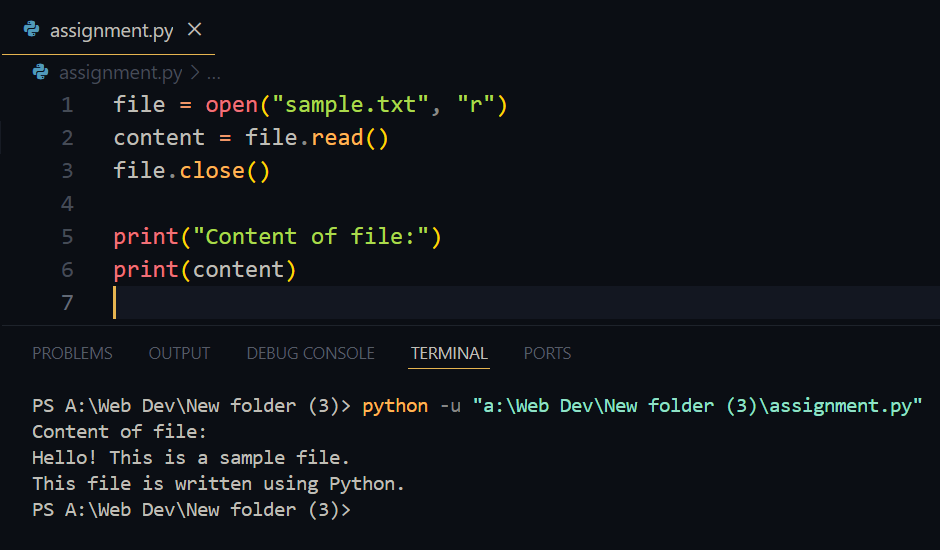 assignment.py
assignment.py > ...
1 file = open("sample.txt", "r")
2 content = file.read()
3 file.close()
4
5 print("Content of file:")
6 print(content)
7
PROBLEMS OUTPUT DEBUG CONSOLE TERMINAL PORTS
PS A:\Web Dev\New folder (3)> python -u "a:\Web Dev\New folder (3)\assignment.py"
Content of file:
Hello! This is a sample file.
This file is written using Python.
PS A:\Web Dev\New folder (3)>